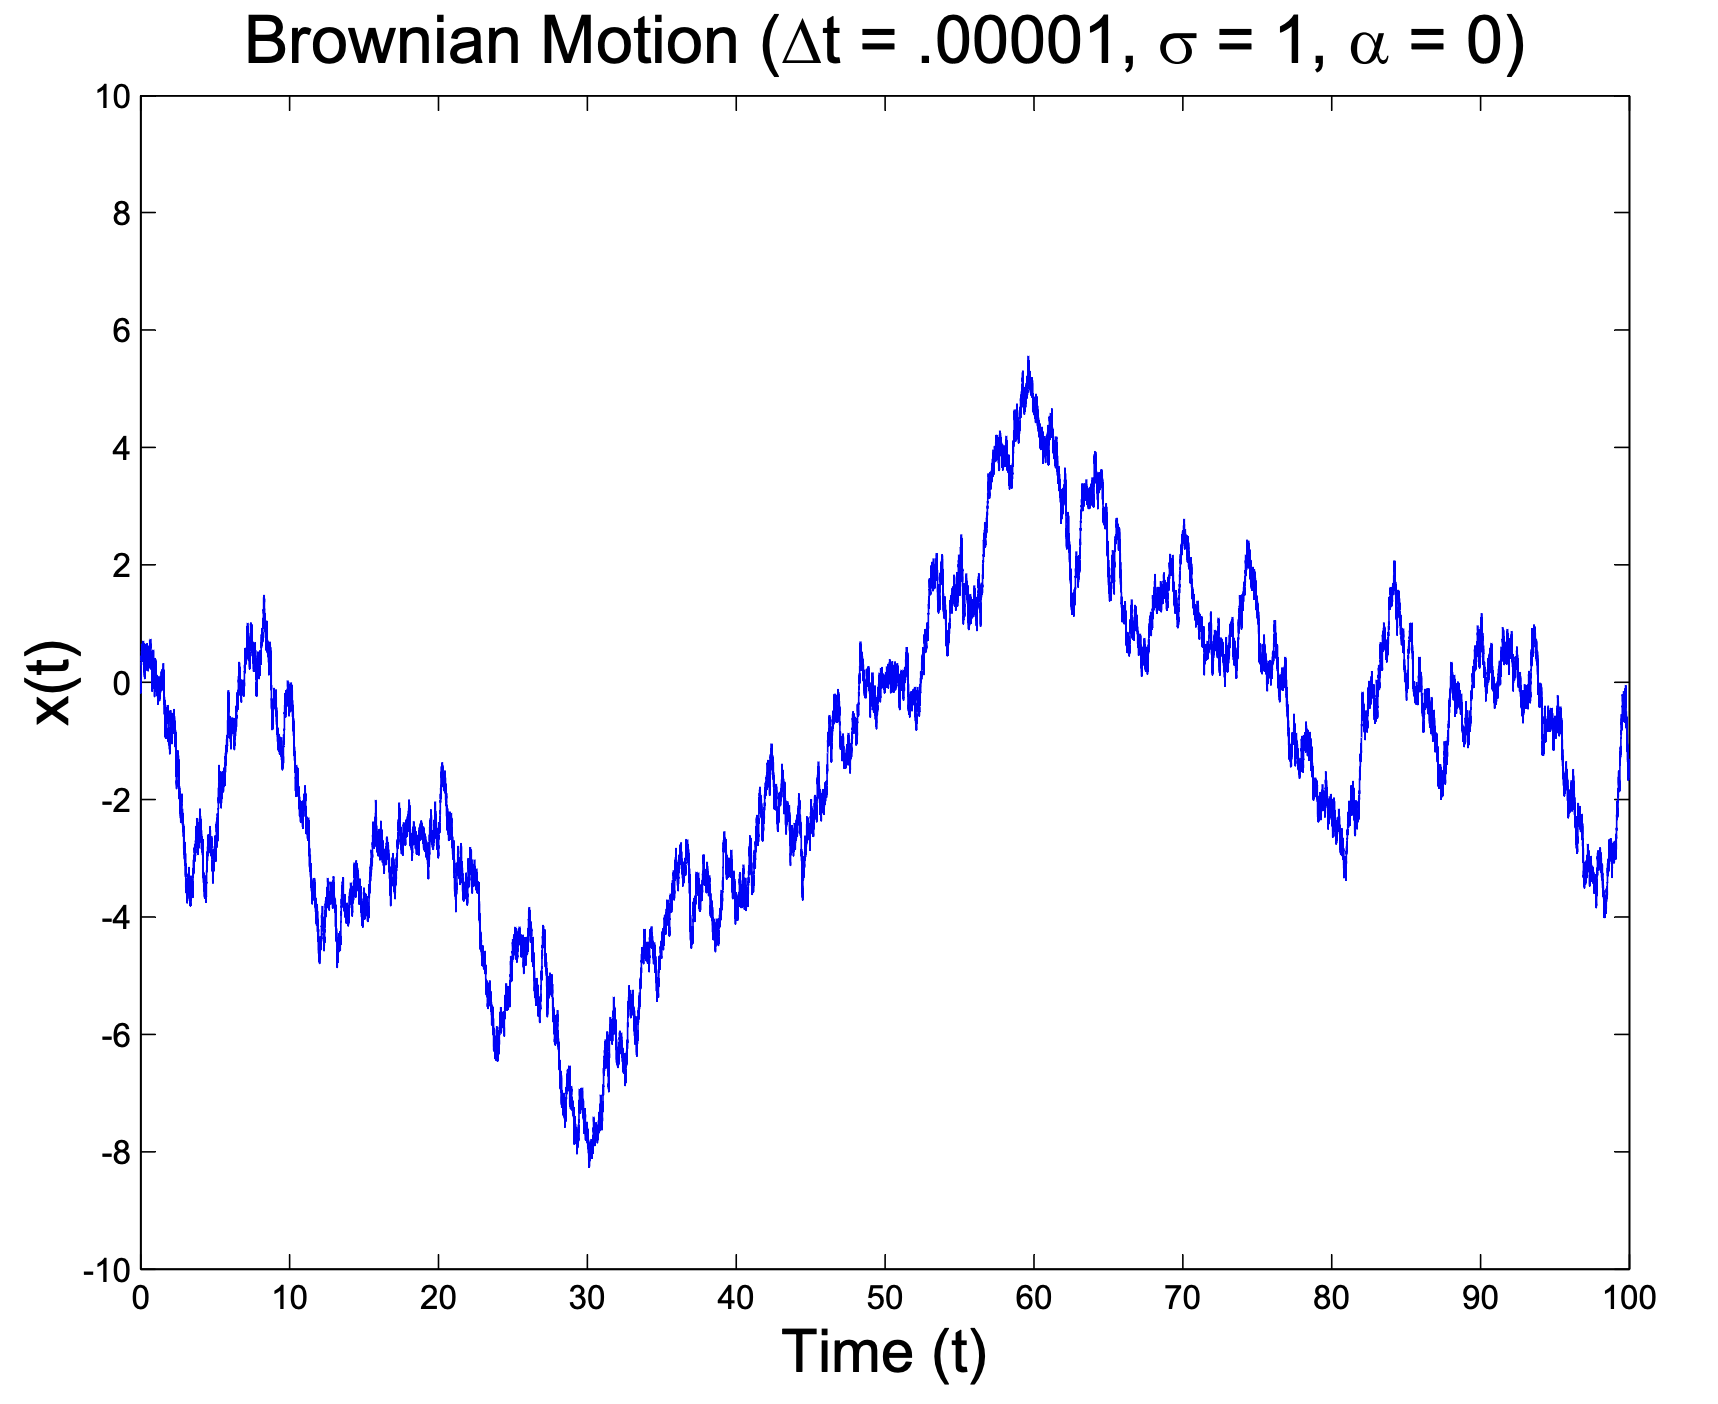 Brownian Motion (Δt = .00001, σ = 1, α = 0)
10
8
6
4
2
0
-2
-4
-6
-8
-10
x(t)
0 10 20 30 40 50 60 70 80 90 100
Time (t)